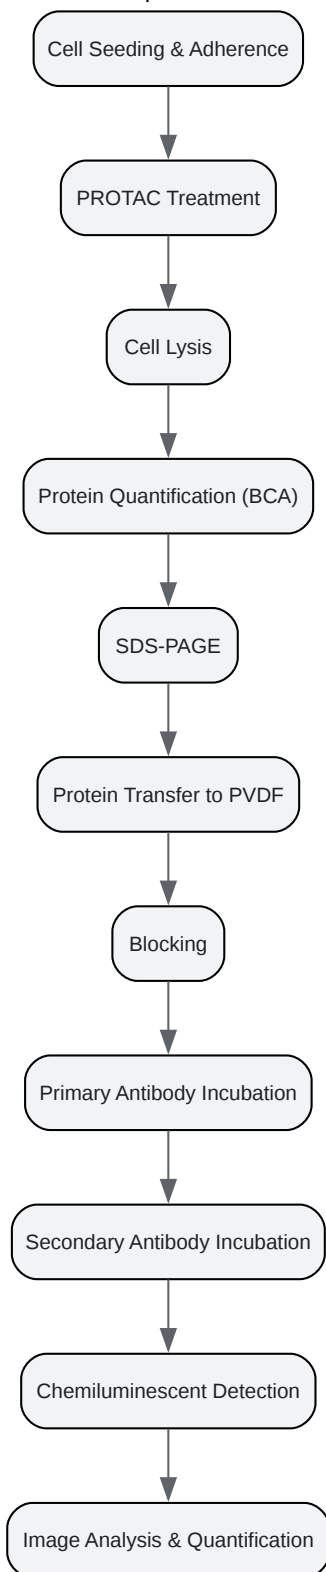 Cell Seeding & Adherence
PROTAC Treatment
Cell Lysis
Protein Quantification (BCA)
SDS-PAGE
Protein Transfer to PVDF
Blocking
Primary Antibody Incubation
Secondary Antibody Incubation
Chemiluminescent Detection
Image Analysis & Quantification